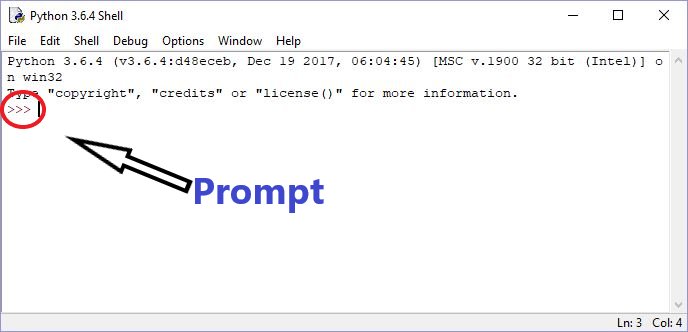 Python 3.6.4 Shell
File Edit Shell Debug Options Window Help
Python 3.6.4 (v3.6.4:d48eceb, Dec 19 2017, 06:04:45) [MSC v.1900 32 bit (Intel)] o
n win32
Type "copyright", "credits" or "license()" for more information.
>>>
Prompt
Ln: 3 Col: 4